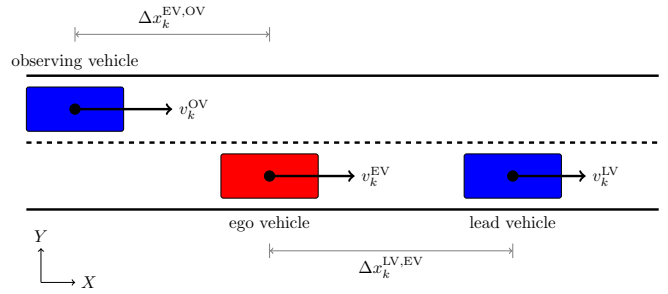 Δx_k^{EV,OV}
observing vehicle
v_k^{OV}
v_k^{EV}
v_k^{LV}
ego vehicle
lead vehicle
Y
X
Δx_k^{LV,EV}